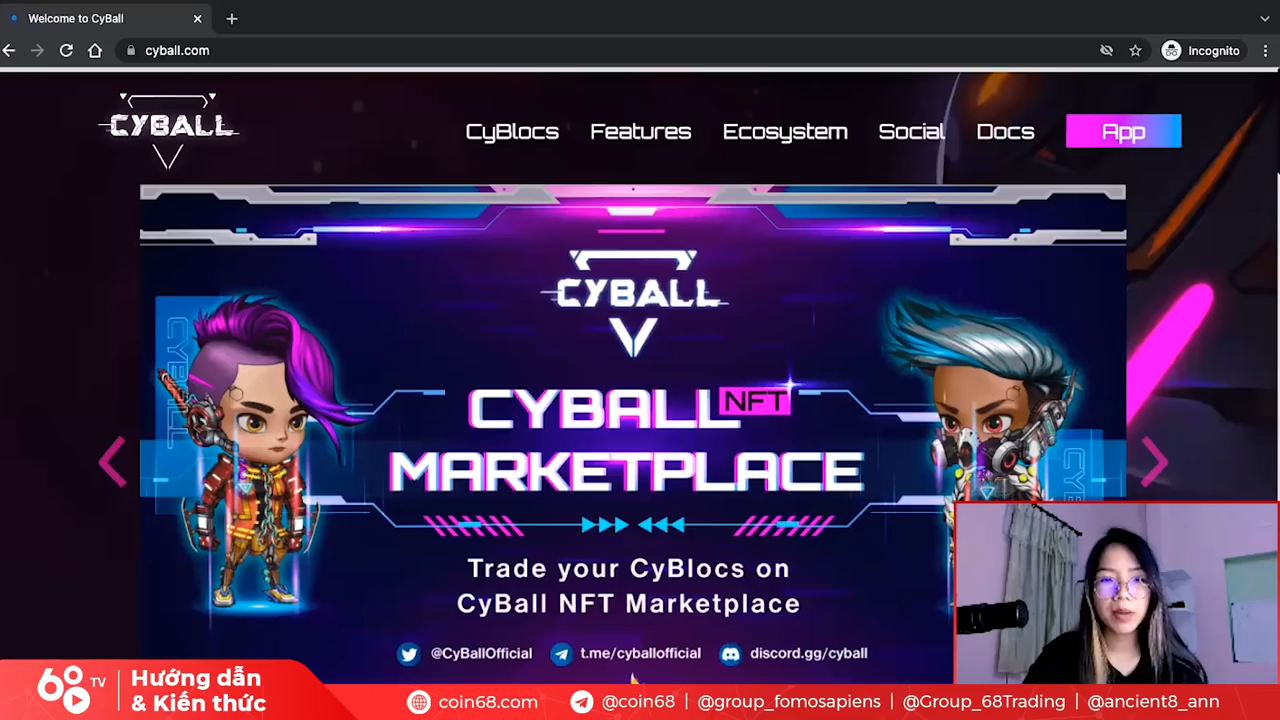 Welcome to CyBall
cyball.com
Incognito
CYBALL
CyBlocs
Features
Ecosystem
Social
Docs
App
CYBALL
CYBALL
CYBALL NFT
MARKETPLACE
Trade your CyBlocs on
CyBall NFT Marketplace
@CyBallOfficial
t.me/cyballofficial
discord.gg/cyball
68 TV
Hướng dẫn
& Kiến thức
coin68.com
@coin68 | @group_fomosapiens | @Group_68Trading | @ancient8_ann